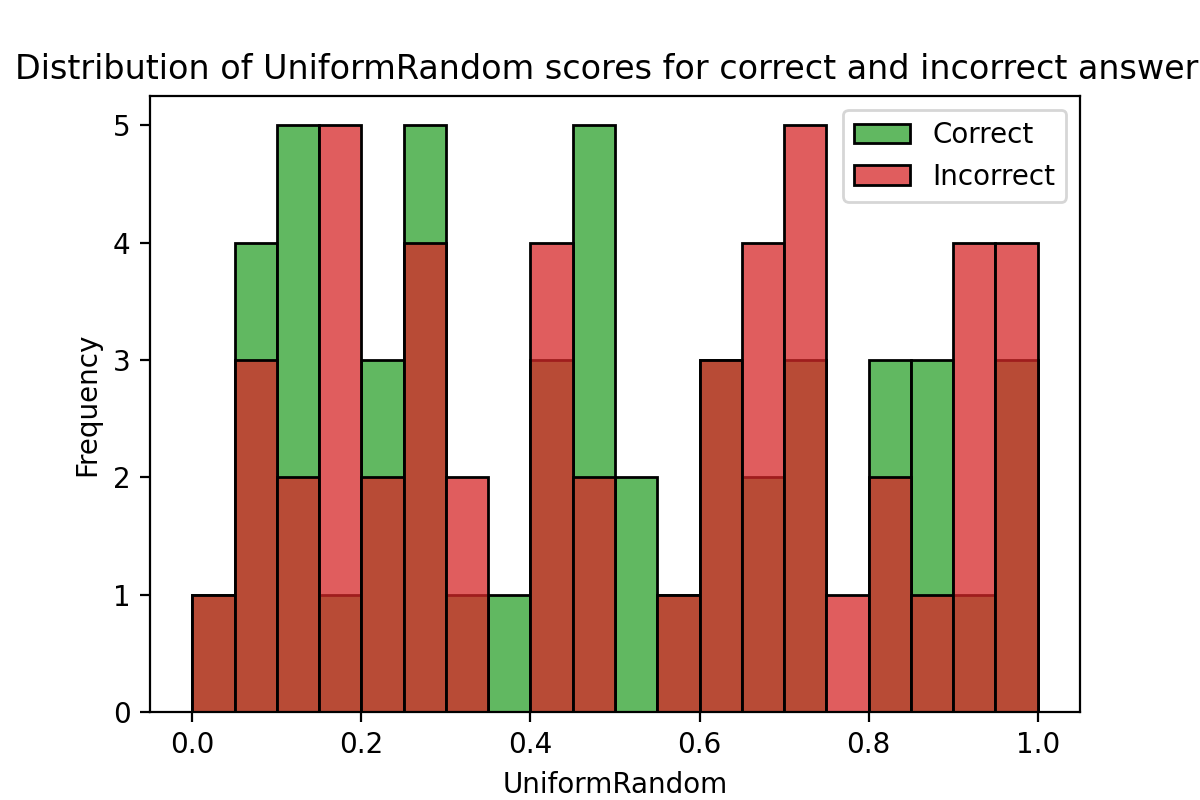 Distribution of UniformRandom scores for correct and incorrect answer
Correct
Incorrect
Frequency
5
4
3
2
1
0
0.0 0.2 0.4 0.6 0.8 1.0
UniformRandom